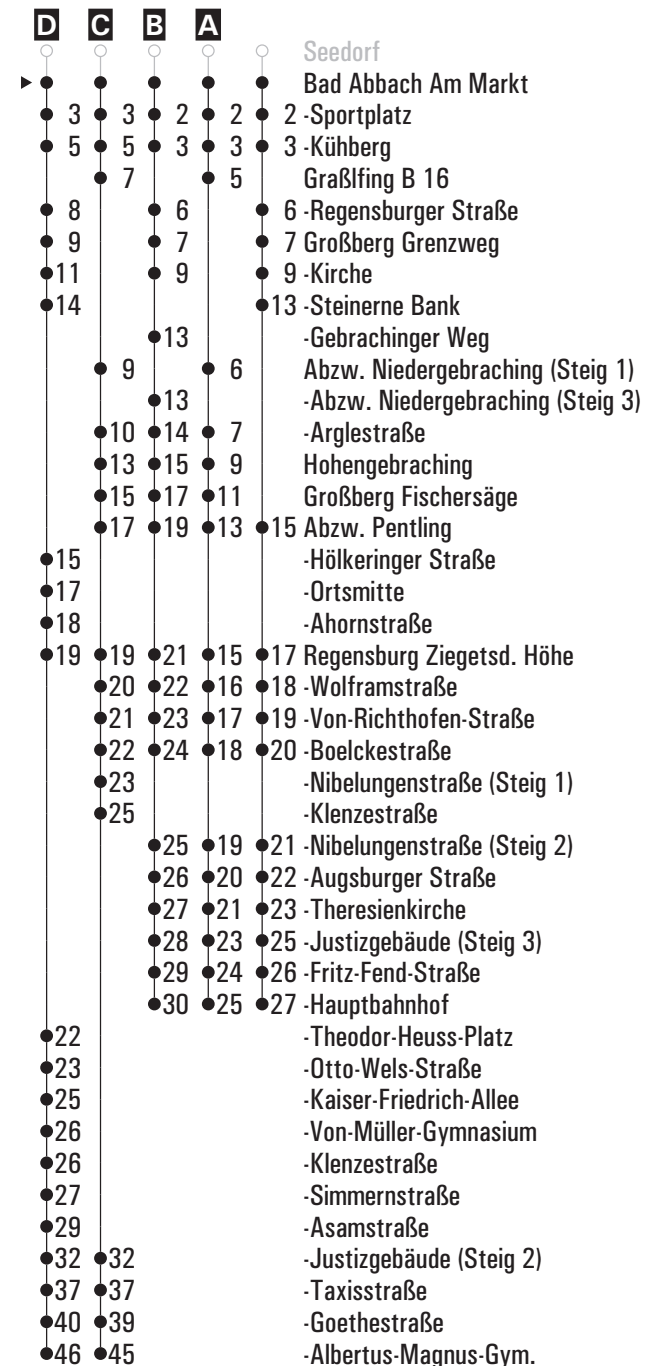 D C B A
Seedorf
Bad Abbach Am Markt
3 3 2 2 2 -Sportplatz
5 5 3 3 3 -Kühberg
7 5 Graßlfing B 16
8 6 6 -Regensburger Straße
9 7 7 Großberg Grenzweg
11 9 9 -Kirche
14 13 -Steinerne Bank
13 -Gebrachinger Weg
9 6 Abzw. Niedergebraching (Steig 1)
13 -Abzw. Niedergebraching (Steig 3)
10 14 7 -Arglestraße
13 15 9 Hohengebraching
15 17 11 Großberg Fischersäge
17 19 13 15 Abzw. Pentling
15 -Hölkeringer Straße
17 -Ortsmitte
18 -Ahornstraße
19 19 21 15 17 Regensburg Ziegetsd. Höhe
20 22 16 18 -Wolframstraße
21 23 17 19 -Von-Richthofen-Straße
22 24 18 20 -Boelckestraße
23 -Nibelungenstraße (Steig 1)
25 -Klenzestraße
25 19 21 -Nibelungenstraße (Steig 2)
26 20 22 -Augsburger Straße
27 21 23 -Theresienkirche
28 23 25 -Justizgebäude (Steig 3)
29 24 26 -Fritz-Fend-Straße
30 25 27 -Hauptbahnhof
22 -Theodor-Heuss-Platz
23 -Otto-Wels-Straße
25 -Kaiser-Friedrich-Allee
26 -Von-Müller-Gymnasium
26 -Klenzestraße
27 -Simmernstraße
29 -Asamstraße
32 32 -Justizgebäude (Steig 2)
37 37 -Taxisstraße
40 39 -Goethestraße
46 45 -Albertus-Magnus-Gym.